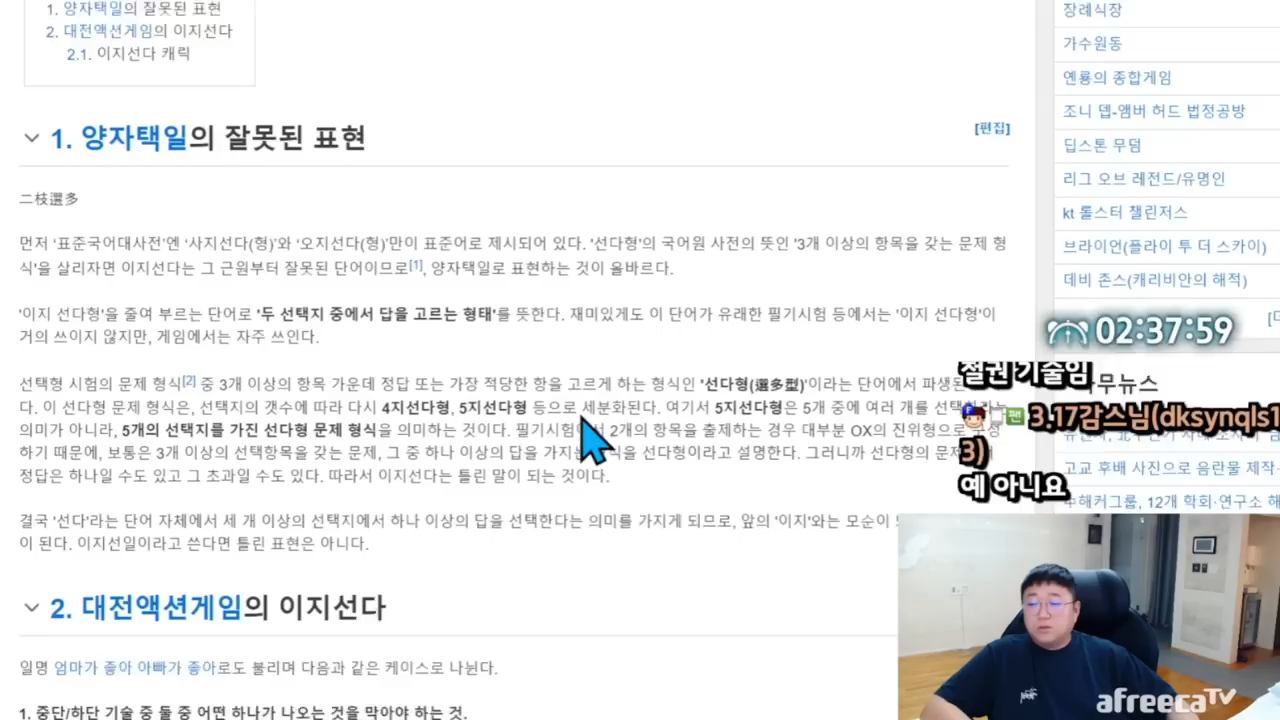 1. 양자택일의 잘못된 표현
2. 대전액션게임의 이지선다
2.1. 이지선다 캐릭
1. 양자택일의 잘못된 표현
[편집]
二枝選多
먼저 '표준국어대사전'엔 '사지선다(형)'와 '오지선다(형)'만이 표준어로 제시되어 있다. '선다형'의 국어원 사전의 뜻인 '3개 이상의 항목을 갖는 문제 형
식'을 살리자면 이지선다는 그 근원부터 잘못된 단어이므로[1], 양자택일로 표현하는 것이 올바르다.
'이지 선다형'을 줄여 부르는 단어로 '두 선택지 중에서 답을 고르는 형태'를 뜻한다. 재미있게도 이 단어가 유래한 필기시험 등에서는 '이지 선다형'이
거의 쓰이지 않지만, 게임에서는 자주 쓰인다.
선택형 시험의 문제 형식[2] 중 3개 이상의 항목 가운데 정답 또는 가장 적당한 항을 고르게 하는 형식인 '선다형(選多型)'이라는 단어에서 파생된
다. 이 선다형 문제 형식은, 선택지의 갯수에 따라 다시 4지선다형, 5지선다형 등으로 세분화된다. 여기서 5지선다형은 5개 중에 여러 개를 선택하라는
의미가 아니라, 5개의 선택지를 가진 선다형 문제 형식을 의미하는 것이다. 필기시험 2개의 항목을 출제하는 경우 대부분 OX의 진위형으로
하기 때문에, 보통은 3개 이상의 선택항목을 갖는 문제, 그 중 하나 이상의 답을 가지는 식을 선다형이라고 설명한다. 그러니까 선다형의 문제
정답은 하나일 수도 있고 그 초과일 수도 있다. 따라서 이지선다는 틀린 말이 되는 것이다.
결국 '선다'라는 단어 자체에서 세 개 이상의 선택지에서 하나 이상의 답을 선택한다는 의미를 가지게 되므로, 앞의 '이지'와는 모순이
이 된다. 이지선일이라고 쓴다면 틀린 표현은 아니다.
2. 대전액션게임의 이지선다
일명 엄마가 좋아 아빠가 좋아로도 불리며 다음과 같은 케이스로 나뉜다.
1. 중단/하단 기술 중 둘 중 어떤 하나가 나오는 것을 막아야 하는 것.
장례식장
가수원동
옌룡의 종합게임
조니 뎁-앰버 허드 법정공방
딥스톤 무덤
리그 오브 레전드/유명인
kt 롤스터 챌린저스
브라이언(플라이 투 더 스카이)
데비 존스(캐리비안의 해적)
02:37:59
절권 기술임
무뉴스
팬 3.17감스님(dksynqls1
3)
예 아니요
고교 후배 사진으로 음란물 제작
中해커그룹, 12개 학회·연구소 해
afreecaTV